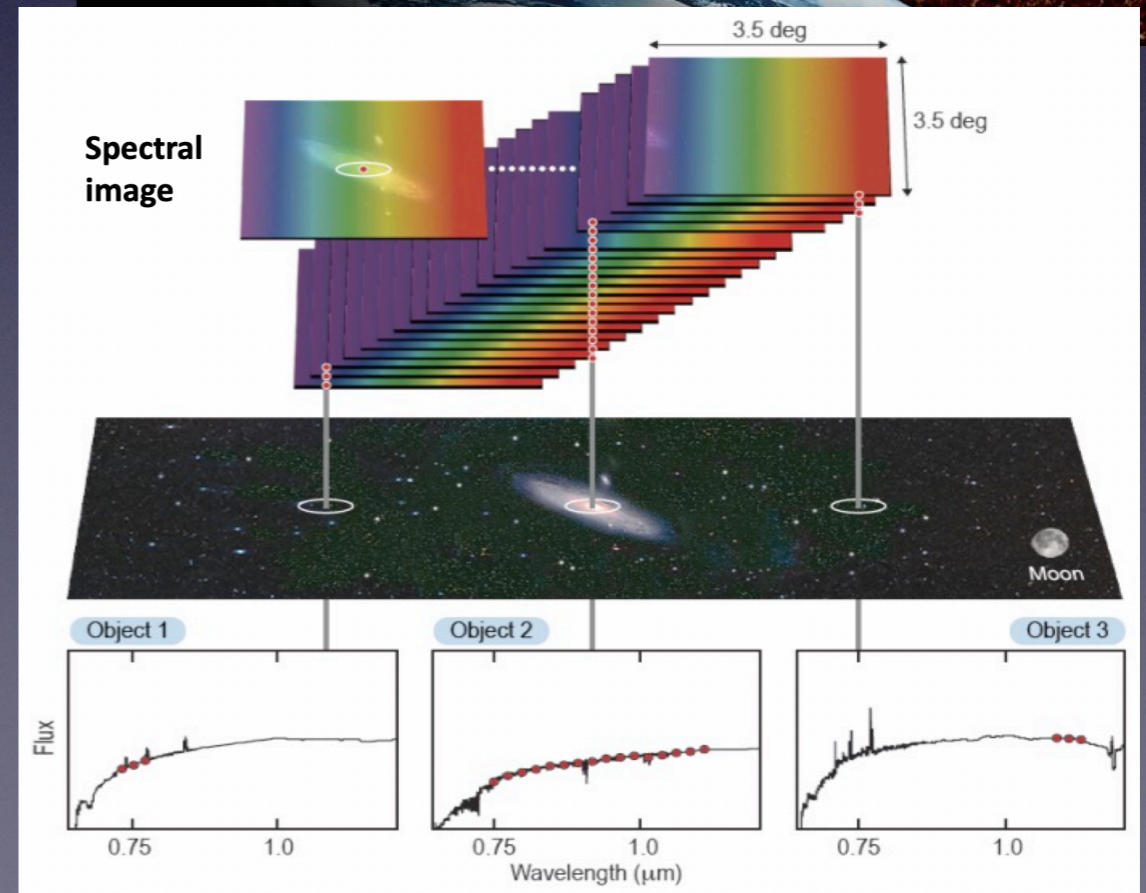 3.5 deg
3.5 deg
Spectral
image
Moon
Object 1
Object 2
Object 3
Flux
0.75
1.0
0.75
1.0
0.75
1.0
Wavelength (μm)